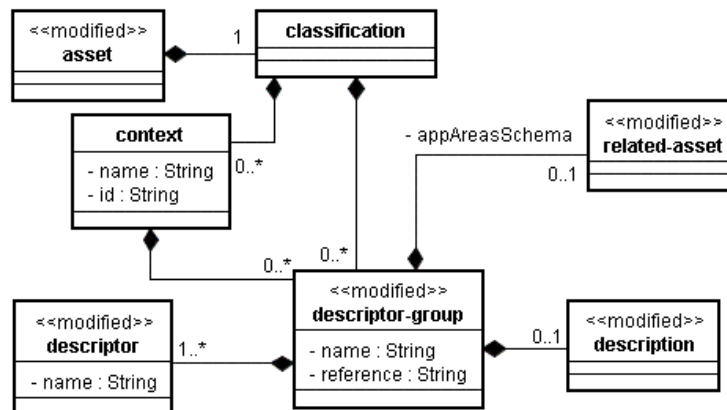 <<modified>>
asset
1
classification
context
- name : String
- id : String
0..*
- appAreasSchema
0..1
<<modified>>
related-asset
0..*
0..*
<<modified>>
descriptor
- name : String
1..*
<<modified>>
descriptor-group
- name : String
- reference : String
0..1
<<modified>>
description